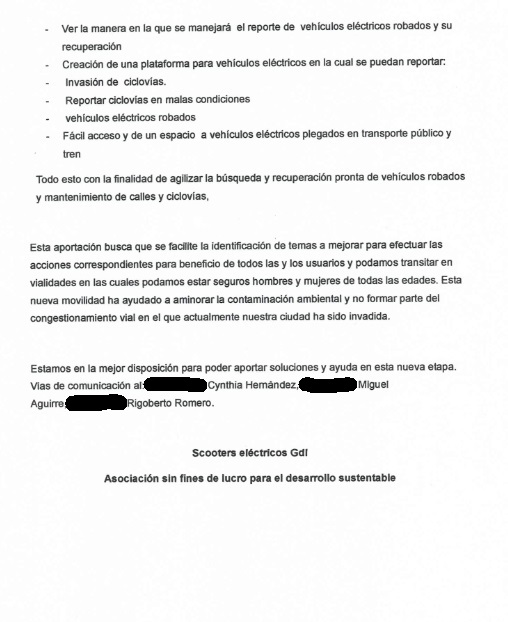 - Ver la manera en la que se manejará el reporte de vehículos eléctricos robados y su
recuperación
- Creación de una plataforma para vehículos eléctricos en la cual se puedan reportar:
- Invasión de ciclovías.
- Reportar ciclovías en malas condiciones
- vehículos eléctricos robados
- Fácil acceso y de un espacio a vehículos eléctricos plegados en transporte público y
tren
Todo esto con la finalidad de agilizar la búsqueda y recuperación pronta de vehículos robados
y mantenimiento de calles y ciclovías,
Esta aportación busca que se facilite la identificación de temas a mejorar para efectuar las
acciones correspondientes para beneficio de todos las y los usuarios y podamos transitar en
vialidades en las cuales podamos estar seguros hombres y mujeres de todas las edades. Esta
nueva movilidad ha ayudado a aminorar la contaminación ambiental y no formar parte del
congestionamiento vial en el que actualmente nuestra ciudad ha sido invadida.
Estamos en la mejor disposición para poder aportar soluciones y ayuda en esta nueva etapa.
Vias de comunicación al: Cynthia Hernández, Miguel
Aguirre, Rigoberto Romero.
Scooters eléctricos Gdl
Asociación sin fines de lucro para el desarrollo sustentable